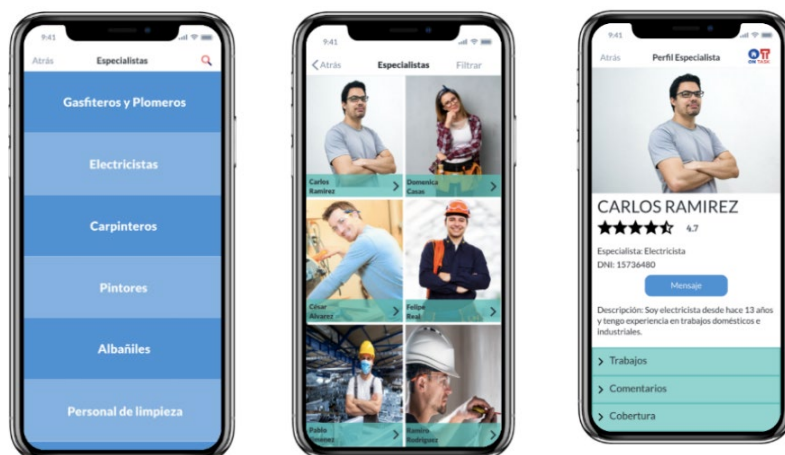 9:41
Atrás Especialistas
Gasfiteros y Plomeros
Electricistas
Carpinteros
Pintores
Albañiles
Personal de limpieza
9:41
Atrás Especialistas Filtrar
Carlos
Ramirez
Domenica
Casas
César
Alvarez
Felipe
Real
Pablo
Jiménez
Ramiro
Rodriguez
9:41
Atrás Perfil Especialista
ON TASK
CARLOS RAMIREZ
4.7
Especialista: Electricista
DNI: 15736480
Mensaje
Descripción: Soy electricista desde hace 13 años
y tengo experiencia en trabajos domésticos e
industriales.
Trabajos
Comentarios
Cobertura